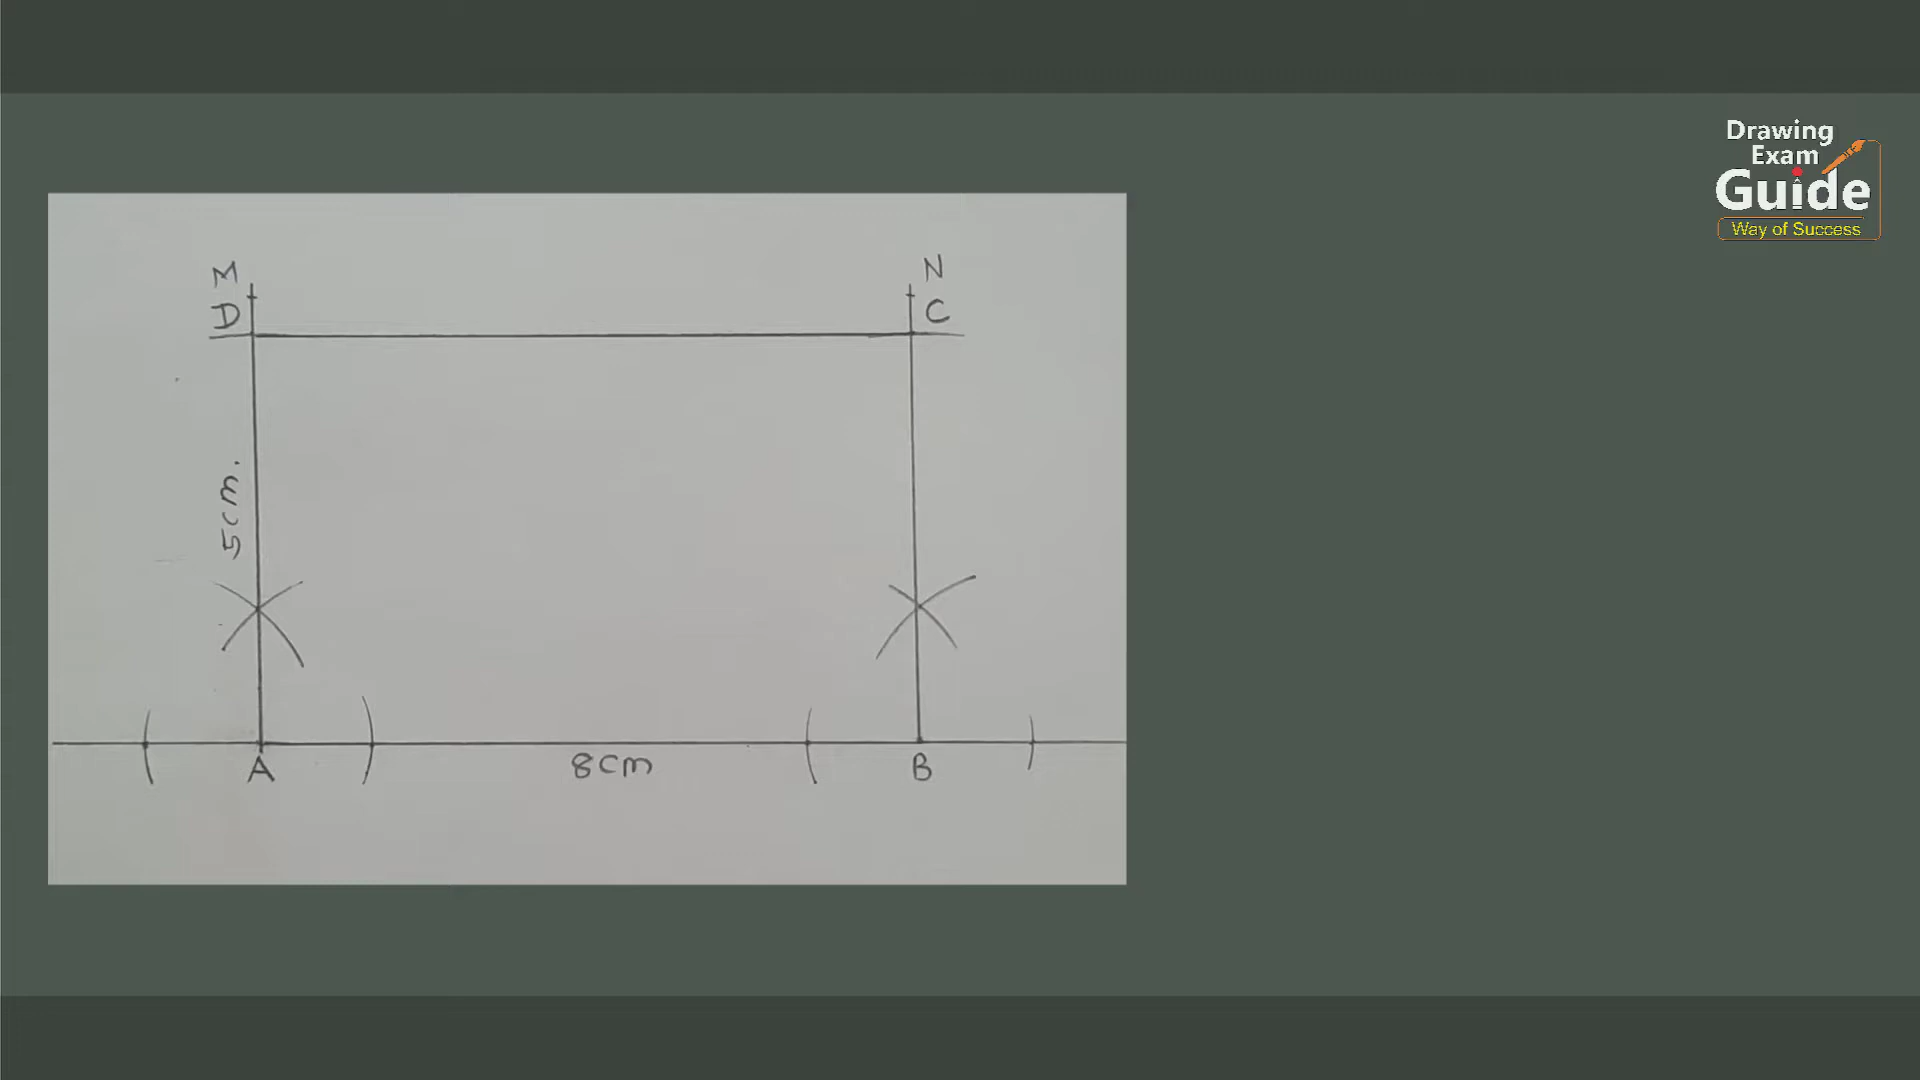 Drawing
Exam
Guide
Way of Success
M
N
D
C
5cm.
A
8cm
B